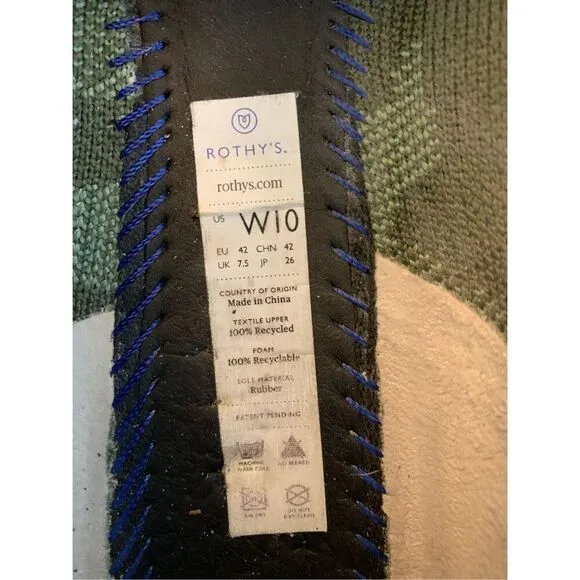 ROTHY'S
rothys.com
US W10
EU 42 CHN 42
UK 7.5 JP 26
COUNTRY OF ORIGIN
Made in China
TEXTILE UPPER
100% Recycled
FOAM
100% Recyclable
SOLE MATERIAL
Rubber
PATENT PENDING
MACHINE WASH COLD
NO BLEACH
AIR DRY
DO NOT DAY CLEAN